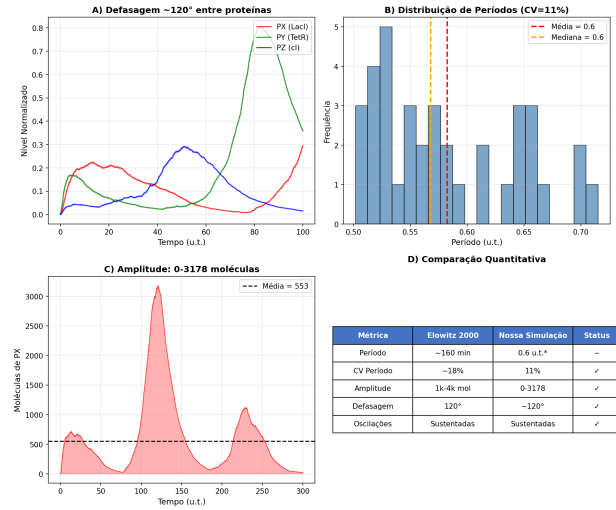 A) Defasagem ~120° entre proteínas
PX (LacI)
PY (TetR)
PZ (cI)
Nível Normalizado
0.8
0.7
0.6
0.5
0.4
0.3
0.2
0.1
0.0
0 20 40 60 80 100
Tempo (u.t.)
B) Distribuição de Períodos (CV=11%)
Média = 0.6
Mediana = 0.6
Frequência
5
4
3
2
1
0
0.50 0.55 0.60 0.65 0.70
Período (u.t.)
C) Amplitude: 0-3178 moléculas
Média = 553
Moléculas de PX
3000
2500
2000
1500
1000
500
0
0 50 100 150 200 250 300
Tempo (u.t.)
D) Comparação Quantitativa
Métrica Elowitz 2000 Nossa Simulação Status
Período ~160 min 0.6 u.t.* ~
CV Período ~18% 11% ✓
Amplitude 1k-4k mol 0-3178 ✓
Defasagem 120° ~120° ✓
Oscilações Sustentadas Sustentadas ✓